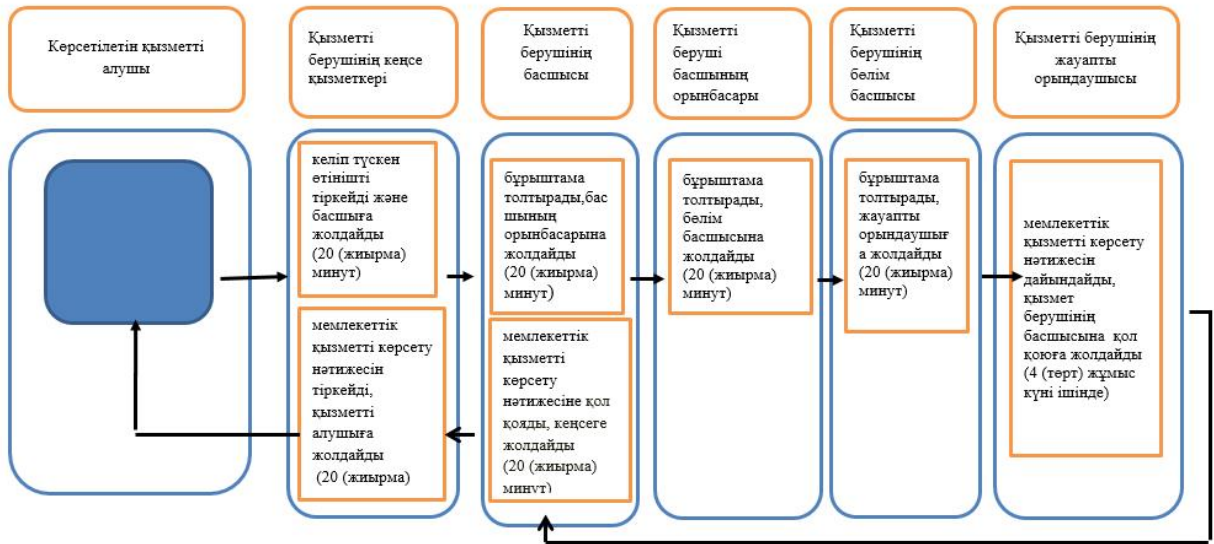 Көрсетілетін қызметті
алушы
Қызметті
берушінің кеңсе
қызметкері
Қызметті
берушінің
басшысы
Қызметті
беруші
басшының
орынбасары
Қызметті
берушінің
бөлім
басшысы
Қызметті берушінің
жауапты
орындаушысы
келіп түскен
өтінішті
тіркейді және
басшыға
жолдайды
(20 (жиырма)
минут)
бұрыштама
толтырады,бас
шының
орынбасарына
жолдайды
(20 (жиырма)
минут)
бұрыштама
толтырады,
бөлім
басшысына
жолдайды
(20 (жиырма)
минут)
бұрыштама
толтырады,
жауапты
орындаушығ
а жолдайды
(20 (жиырма)
минут)
мемлекеттік
қызметті көрсету
нәтижесін
дайындайды,
қызмет
берушінің
басшысына қол
қоюға жолдайды
(4 (төрт) жұмыс
күні ішінде)
мемлекеттік
қызметті көрсету
нәтижесін
тіркейді,
қызметті
алушыға
жолдайды
(20 (жиырма)
мемлекеттік
қызметті
көрсету
нәтижесіне қол
қояды, кеңсеге
жолдайды
(20 (жиырма)
минут)